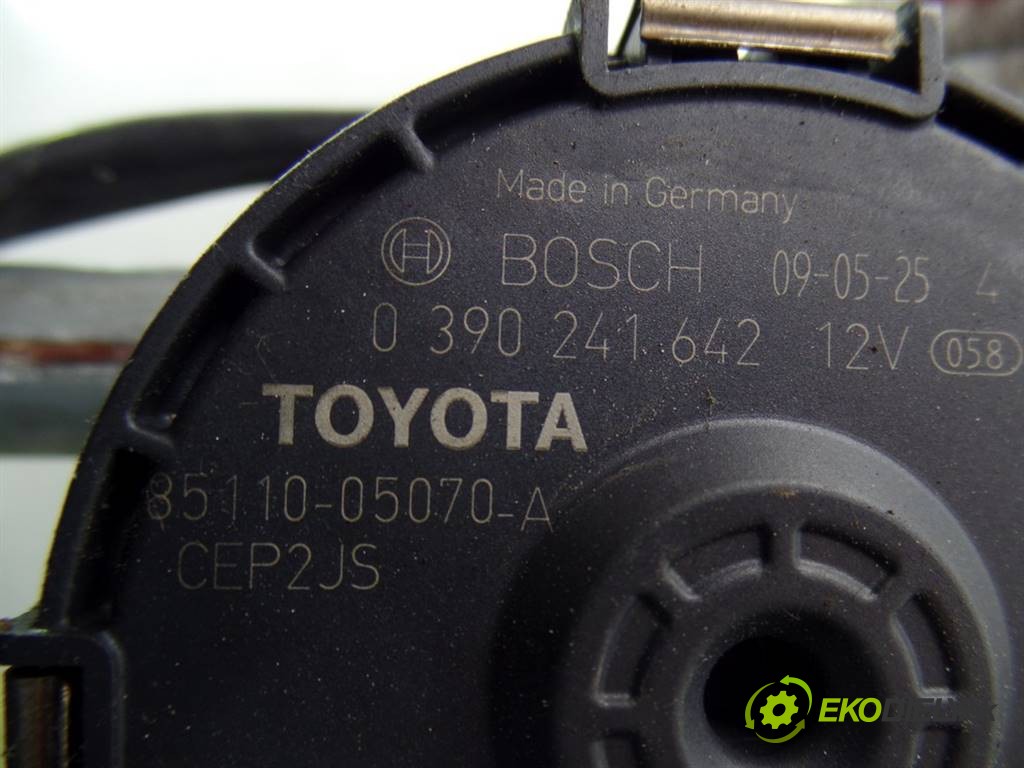 Made in Germany
BOSCH 09-05-25 4
0 390 241 642 12V 058
TOYOTA
85110-05070-A
CEP2JS